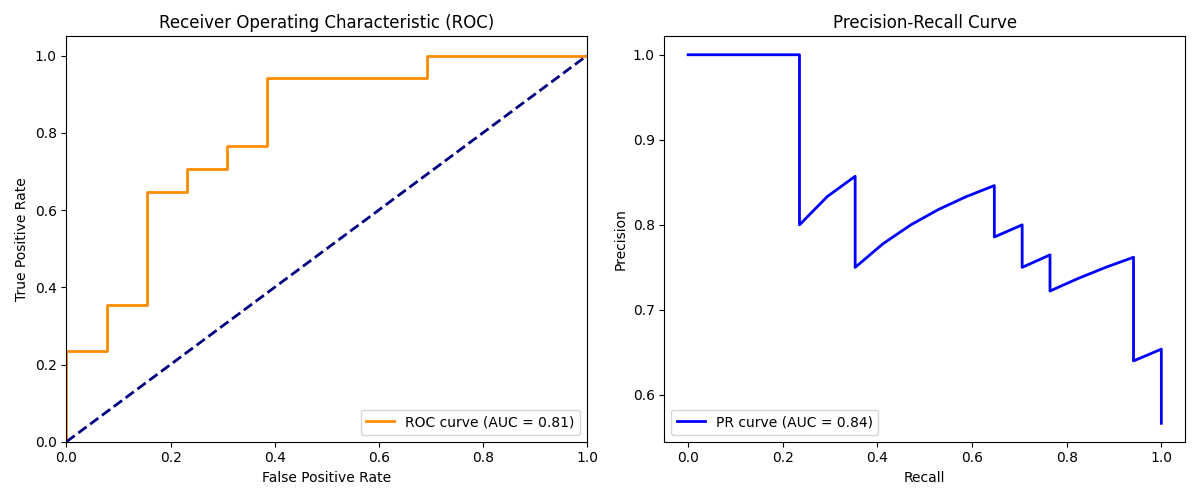 Receiver Operating Characteristic (ROC)
1.0
0.8
0.6
0.4
0.2
0.0
True Positive Rate
0.0 0.2 0.4 0.6 0.8 1.0
False Positive Rate
ROC curve (AUC = 0.81)
Precision-Recall Curve
1.0
0.9
0.8
0.7
0.6
Precision
0.0 0.2 0.4 0.6 0.8 1.0
Recall
PR curve (AUC = 0.84)